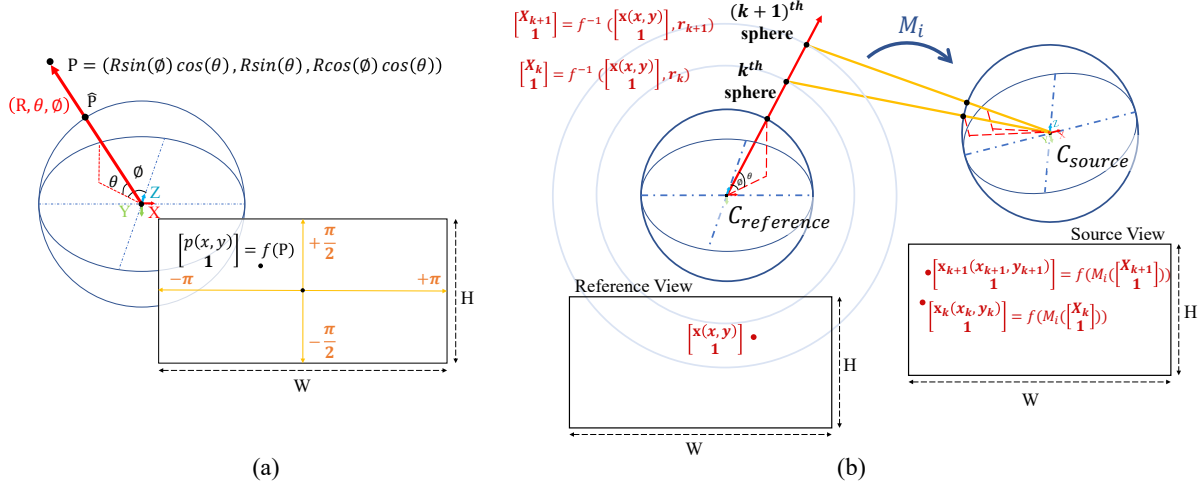 P = (Rsin(∅) cos(θ) , Rsin(θ) , Rcos(∅) cos(θ))
(R, θ, ∅)
P̂
θ
∅
Z
Y
X
[p(x, y)
1] = f(P)
+π/2
−π
+π
−π/2
H
W
(a)
[X_{k+1}
1] = f⁻¹ ([x(x, y)
1], r_{k+1})
[X_k
1] = f⁻¹ ([x(x, y)
1], r_k)
(k + 1)^{th}
sphere
k^{th}
sphere
M_i
∅
θ
C_{reference}
C_{source}
Reference View
[x(x, y)
1]
H
W
Source View
[x_{k+1}(x_{k+1}, y_{k+1})
1] = f(M_i([X_{k+1}
1]))
[x_k(x_k, y_k)
1] = f(M_i([X_k
1]))
H
W
(b)